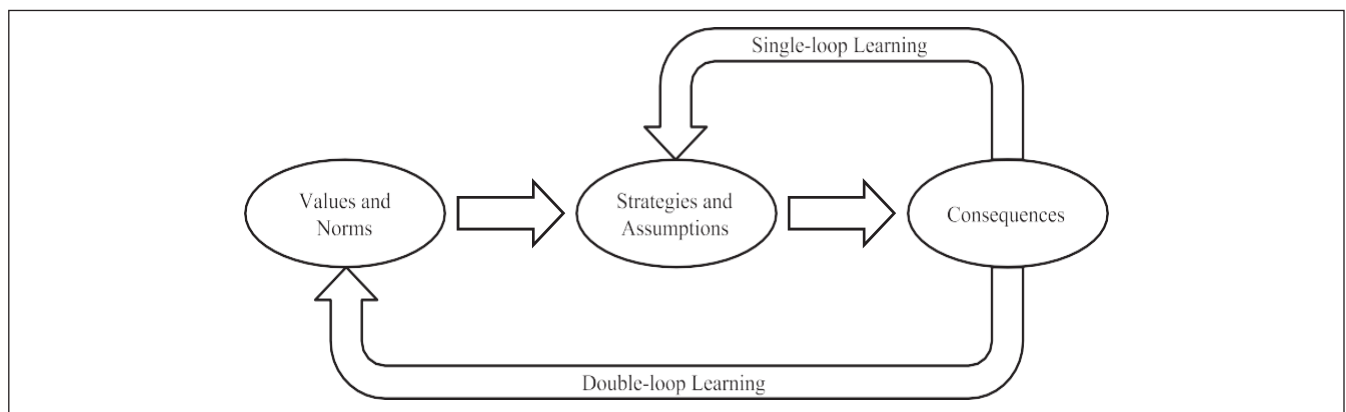 Single-loop Learning
Values and
Norms
Strategies and
Assumptions
Consequences
Double-loop Learning